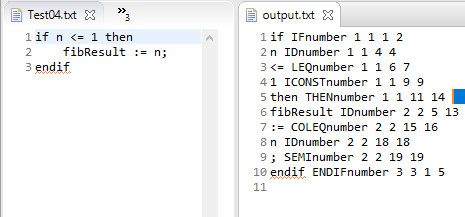 Test04.txt
»3
output.txt
1 if n <= 1 then
2 fibResult := n;
3 endif
1 if IFnumber 1 1 1 2
2 n IDnumber 1 1 4 4
3 <= LEQnumber 1 1 6 7
4 1 ICONSTnumber 1 1 9 9
5 then THENnumber 1 1 11 14
6 fibResult IDnumber 2 2 5 13
7 := COLEQnumber 2 2 15 16
8 n IDnumber 2 2 18 18
9 ; SEMInumber 2 2 19 19
10 endif ENDIFnumber 3 3 1 5
11